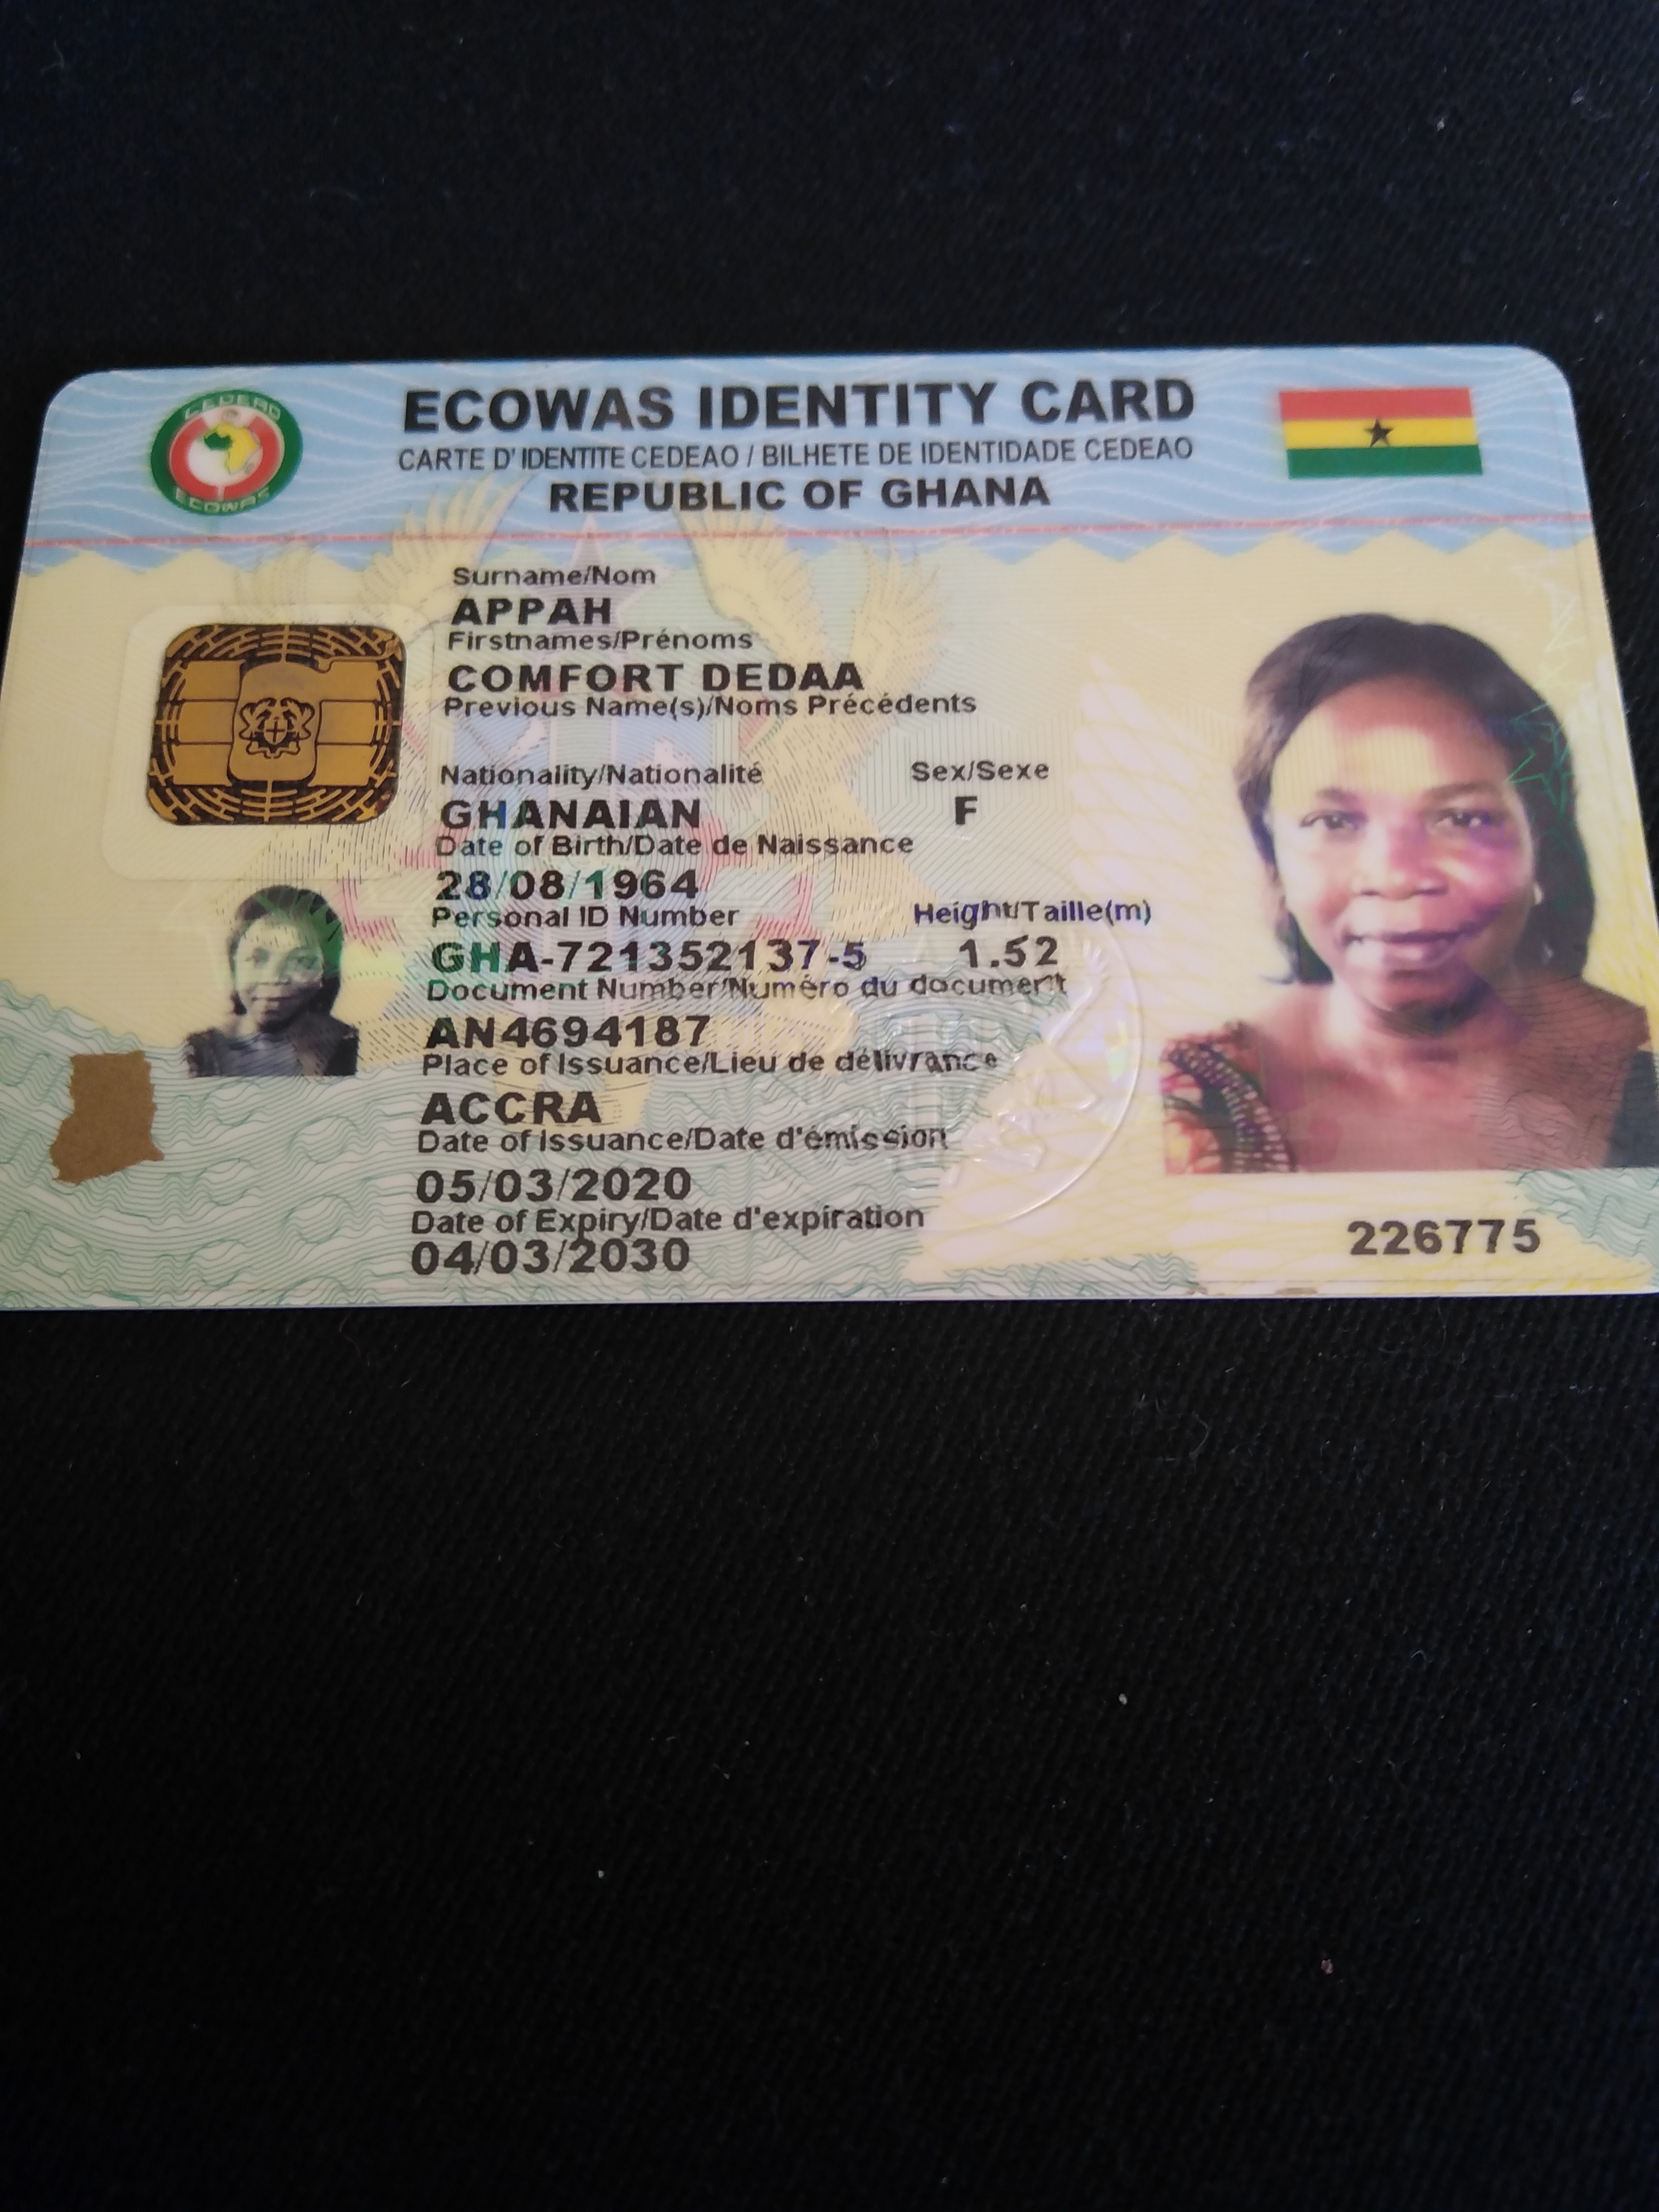 CEDEAO
ECOWAS
ECOWAS IDENTITY CARD
CARTE D'IDENTITE CEDEAO / BILHETE DE IDENTIDADE CEDEAO
REPUBLIC OF GHANA
Surname/Nom
APPAH
Firstnames/Prénoms
COMFORT DEDAA
Previous Name(s)/Noms Précédents
Nationality/Nationalité Sex/Sexe
GHANAIAN F
Date of Birth/Date de Naissance
28/08/1964
Personal ID Number Height/Taille(m)
GHA-721352137-5 1.52
Document Number/Numéro du document
AN4694187
Place of Issuance/Lieu de délivrance
ACCRA
Date of Issuance/Date d'émission
05/03/2020
Date of Expiry/Date d'expiration
04/03/2030
226775